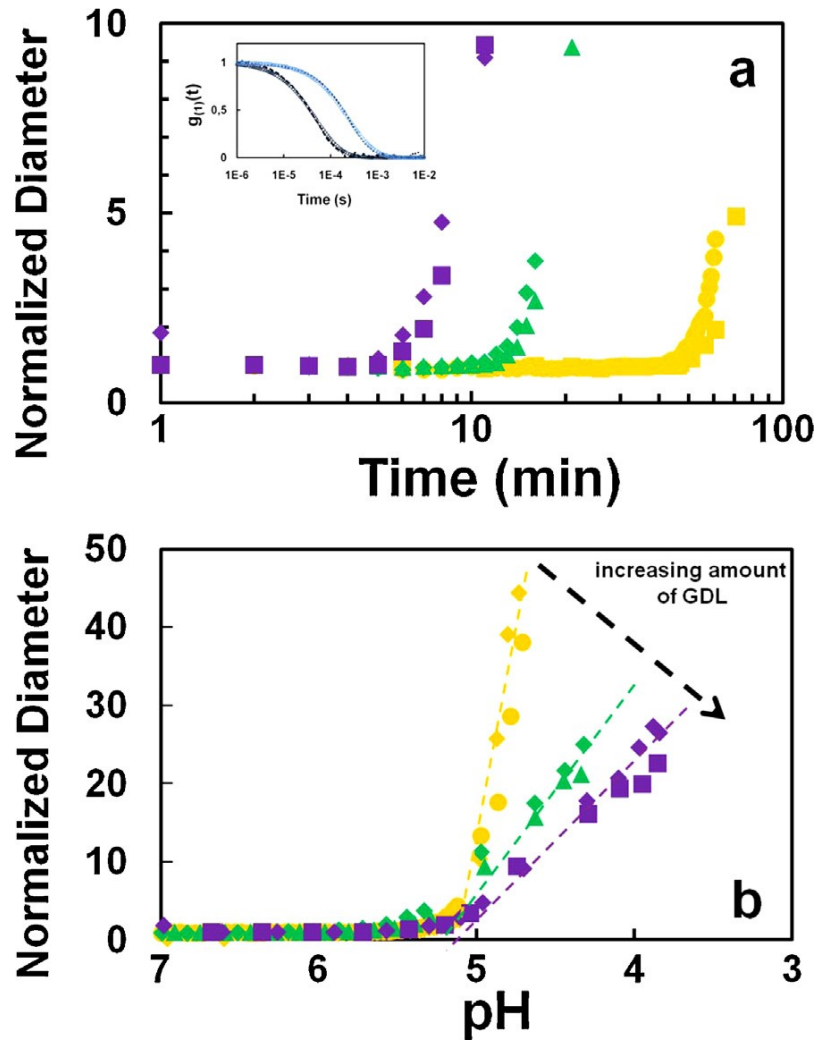 10
a
5
0
Normalized Diameter
1
10
100
Time (min)
1
0,5
0
g(1)(t)
1E-6 1E-5 1E-4 1E-3 1E-2
Time (s)
50
40
30
20
10
0
Normalized Diameter
increasing amount
of GDL
b
7 6 5 4 3
pH